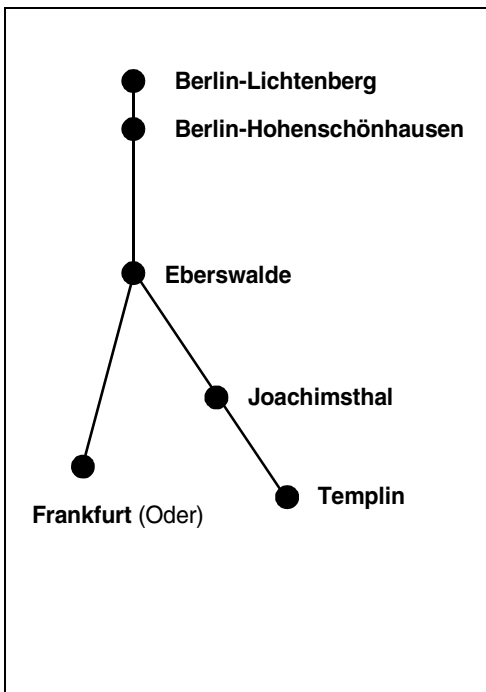 Berlin-Lichtenberg
Berlin-Hohenschönhausen
Eberswalde
Joachimsthal
Templin
Frankfurt (Oder)